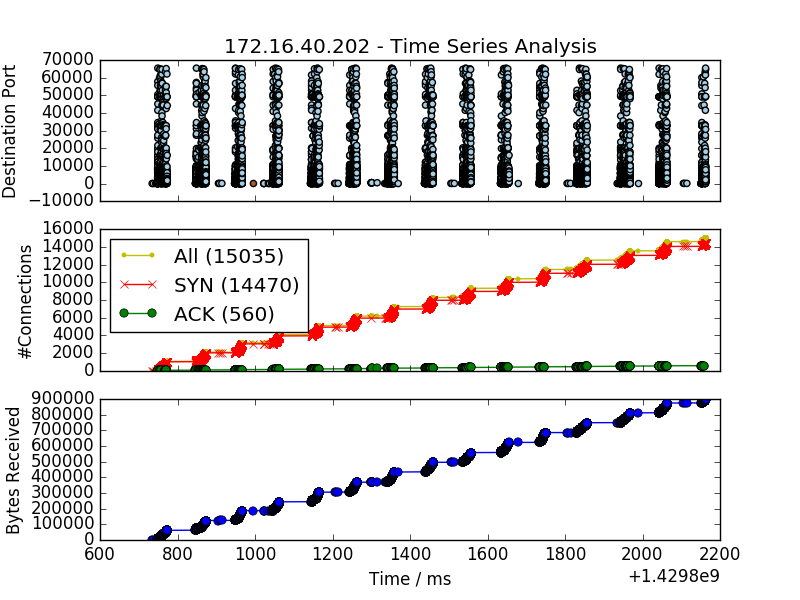 172.16.40.202 - Time Series Analysis
70000
60000
50000
40000
30000
20000
10000
0
−10000
Destination Port
16000
14000
12000
10000
8000
6000
4000
2000
0
#Connections
All (15035)
SYN (14470)
ACK (560)
900000
800000
700000
600000
500000
400000
300000
200000
100000
0
Bytes Received
600 800 1000 1200 1400 1600 1800 2000 2200
Time / ms
+1.4298e9